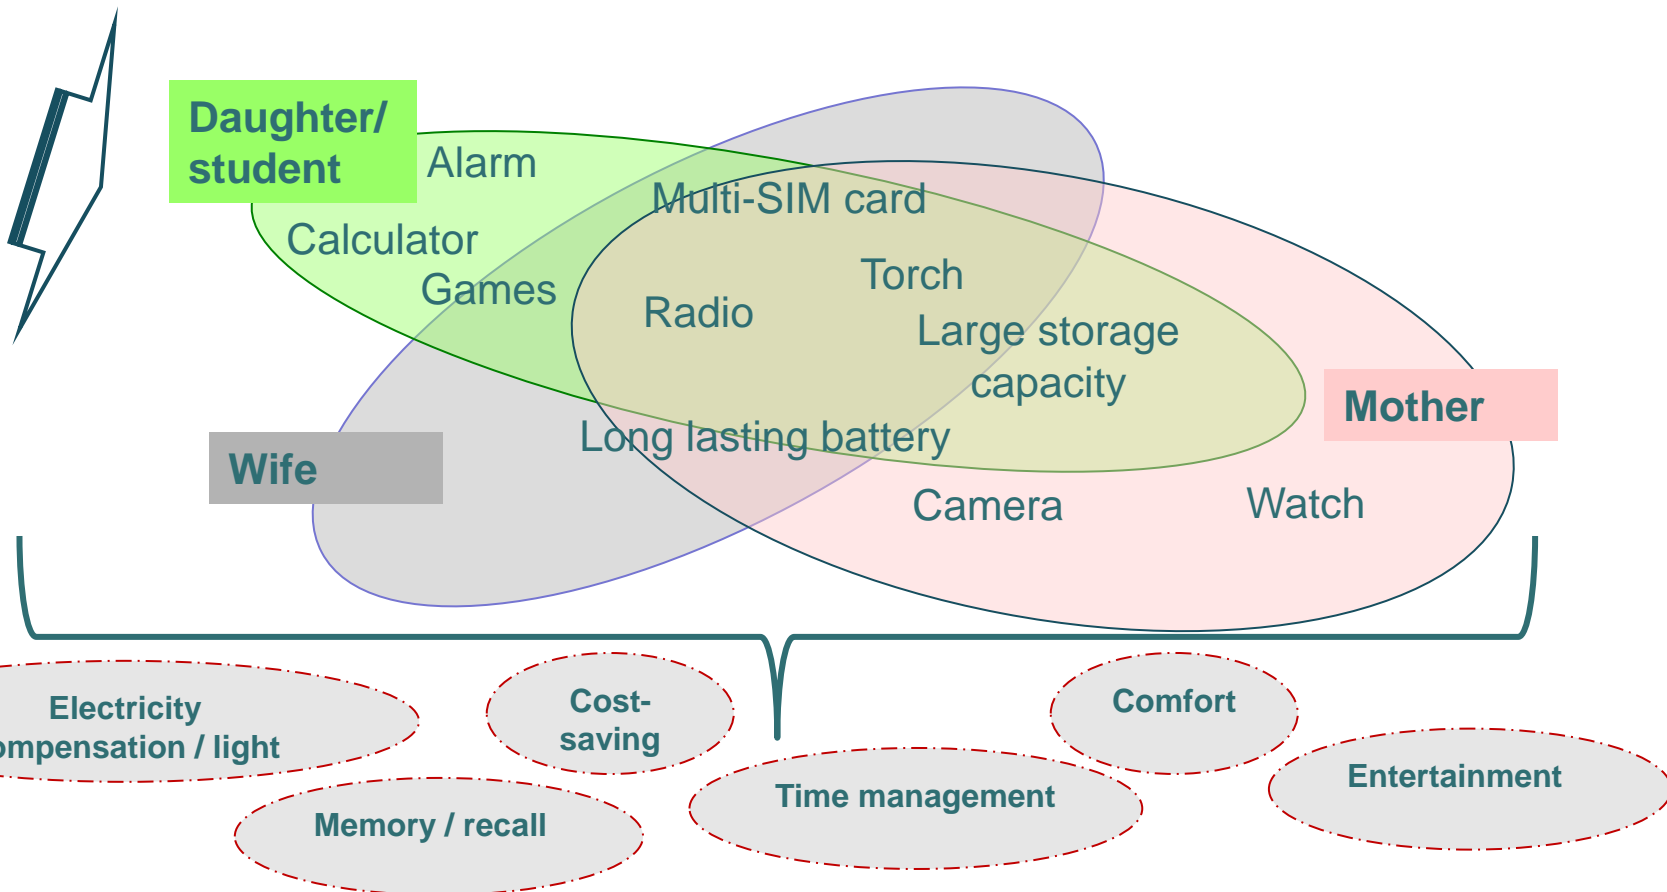 Daughter/
student
Alarm
Multi-SIM card
Calculator
Torch
Games
Radio
Large storage
capacity
Mother
Long lasting battery
Wife
Camera
Watch
Electricity
ompensation / light
Cost-
saving
Comfort
Entertainment
Time management
Memory / recall